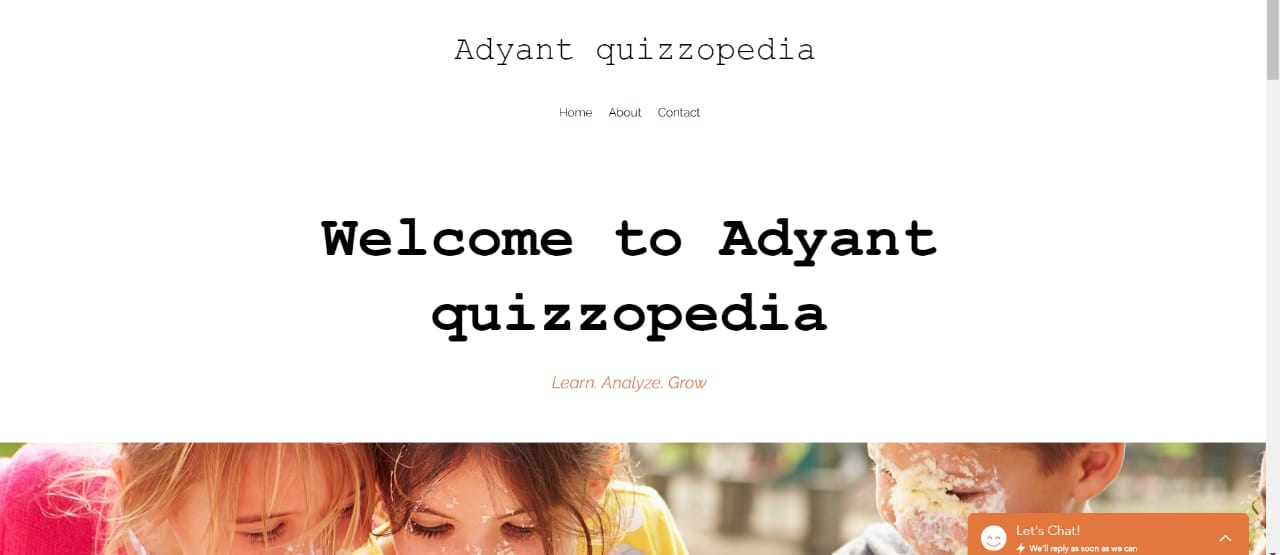 Adyant quizzopedia
Home About Contact
Welcome to Adyant
quizzopedia
Learn. Analyze. Grow
Let's Chat!
We'll reply as soon as we can